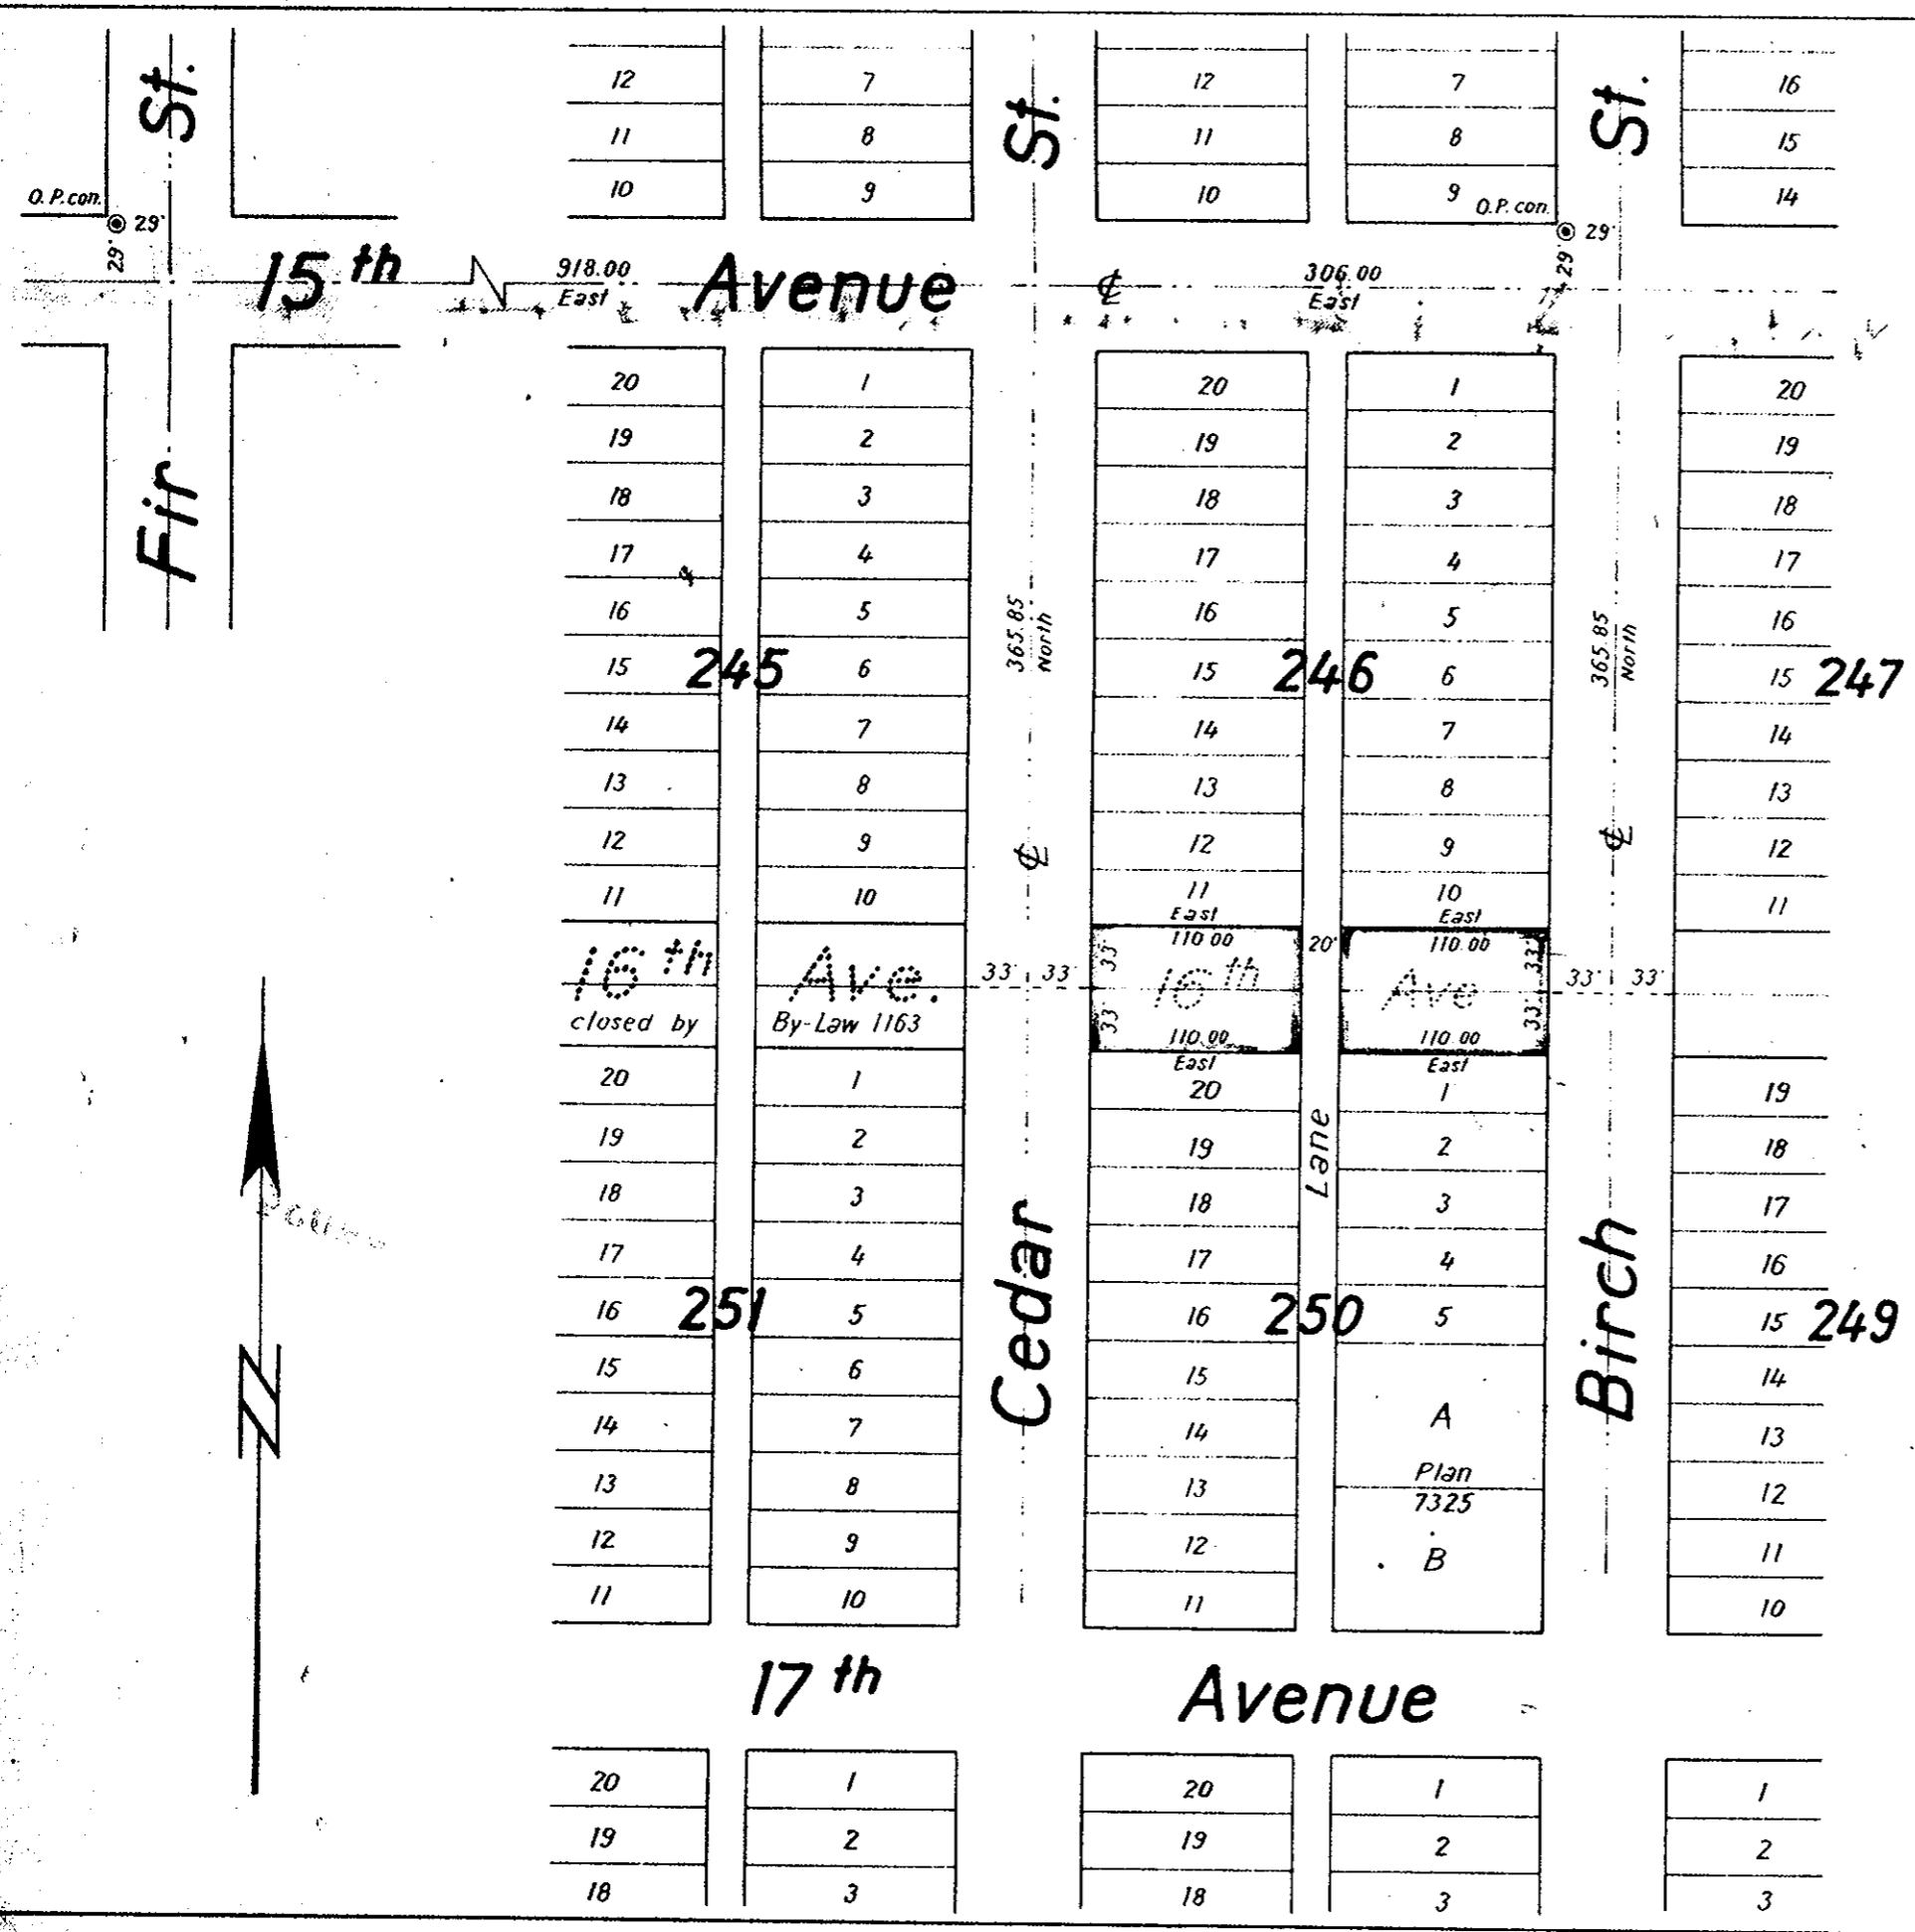 St.
12 7 St. 12 7 St. 16
11 8 11 8 15
10 9 10 9 14
O.P. con. O.P. con.
29' 29'
29' 29'
15th Avenue
918.00 ℄ 306.00
East East
20 1 20 1 20
19 2 19 2 19
18 3 18 3 18
Fir
17 4 17 4 17
16 5 365.85 North 16 5 365.85 North 16
15 245 6 15 246 6 15 247
14 7 14 7 14
13 8 13 8 13
12 9 ℄ 12 9 ℄ 12
11 10 11 10 11
East East
110.00 20' 110.00
16th Ave. 33' 33' 33' 16th Ave 33' 33' 33'
closed by By-Law 1163 33' 33'
110.00 110.00
East East
20 1 20 1 19
19 2 19 Lane 2 18
18 3 18 3 17
17 4 17 4 16
16 251 5 16 250 5 15 249
Cedar Birch
15 6 15 14
14 7 14 A 13
Plan
13 8 13 7325 12
12 9 12 B 11
11 10 11 10
N
17th Avenue
20 1 20 1 1
19 2 19 2 2
18 3 18 3 3